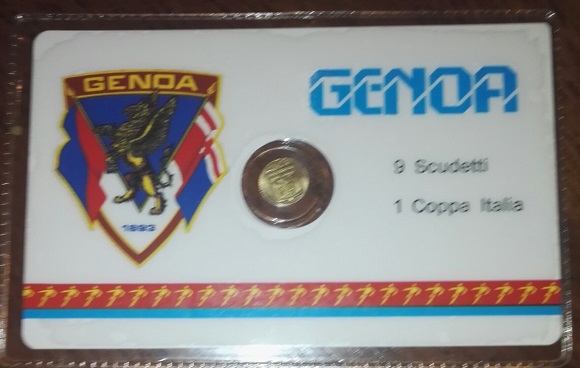 GENOA
1893
GENOA
9 Scudetti
1 Coppa Italia